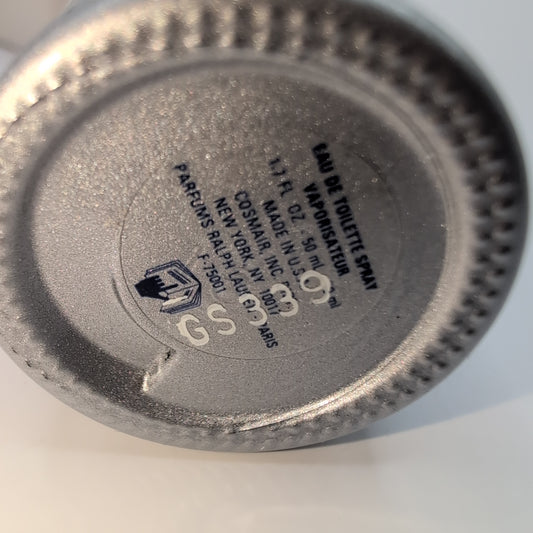 EAU DE TOILETTE SPRAY
VAPORISATEUR
1.7 FL. OZ. 50 ml
MADE IN U.S.
COSMAIR, INC.
NEW YORK, NY 10017
PARFUMS RALPH LAU PARIS
F-75001
GS